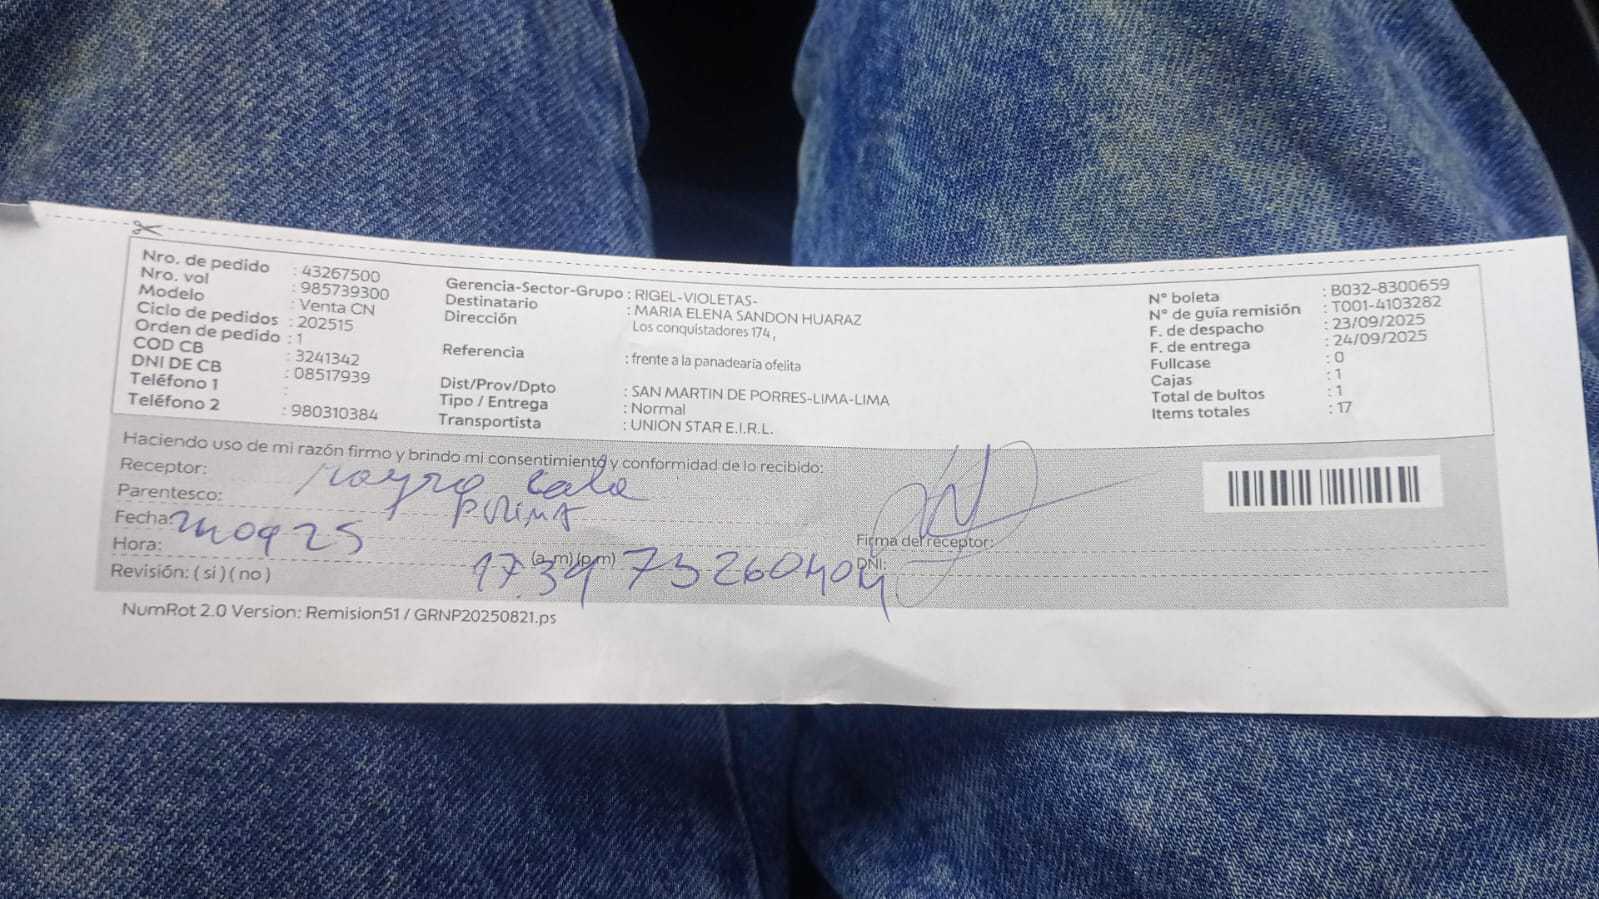 Nro. de pedido : 43267500
Nro. vol : 985739300
Modelo : Venta CN
Ciclo de pedidos : 202515
Orden de pedido : 1
COD CB : 3241342
DNI DE CB : 08517939
Teléfono 1 :
Teléfono 2 : 980310384
Gerencia-Sector-Grupo : RIGEL-VIOLETAS-
Destinatario : MARIA ELENA SANDON HUARAZ
Dirección Los conquistadores 174,
Referencia : frente a la panadearía ofelita
Dist/Prov/Dpto : SAN MARTIN DE PORRES-LIMA-LIMA
Tipo / Entrega : Normal
Transportista : UNION STAR E.I.R.L.
N° boleta : B032-8300659
N° de guía remisión : T001-4103282
F. de despacho : 23/09/2025
F. de entrega : 24/09/2025
Fullcase : 0
Cajas : 1
Total de bultos : 1
Items totales : 17
Haciendo uso de mi razón firmo y brindo mi consentimiento y conformidad de lo recibido:
Receptor:
Parentesco: prima
Fecha:
Hora: 17:39 (a.m) (p.m)
Revisión: ( si ) ( no )
Firma del receptor:
DNI:
NumRot 2.0 Version: Remision51 / GRNP20250821.ps